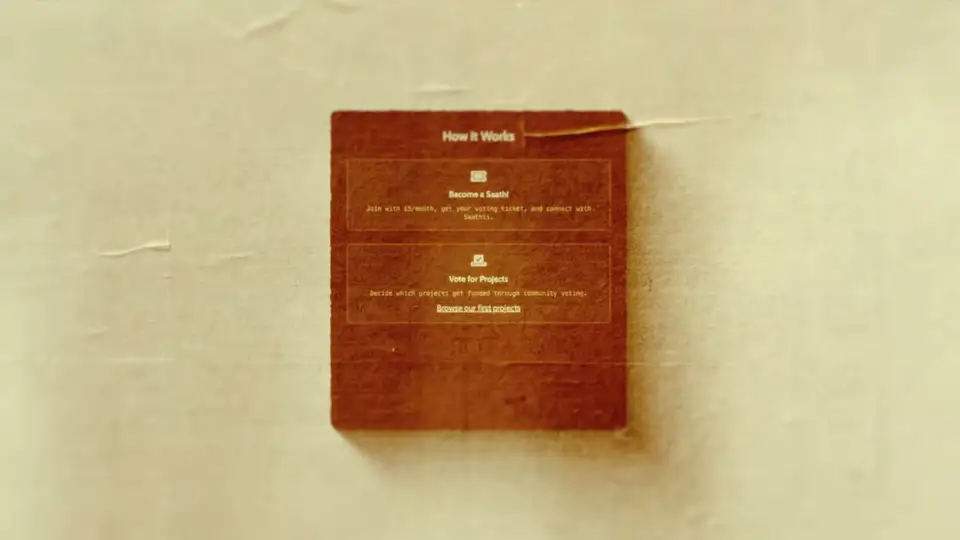 How it Works
Become a Saathi
Join with £5/month, get your voting ticket, and connect with
Saathis.
Vote for Projects
Decide which projects get funded through community voting.
Browse our first projects